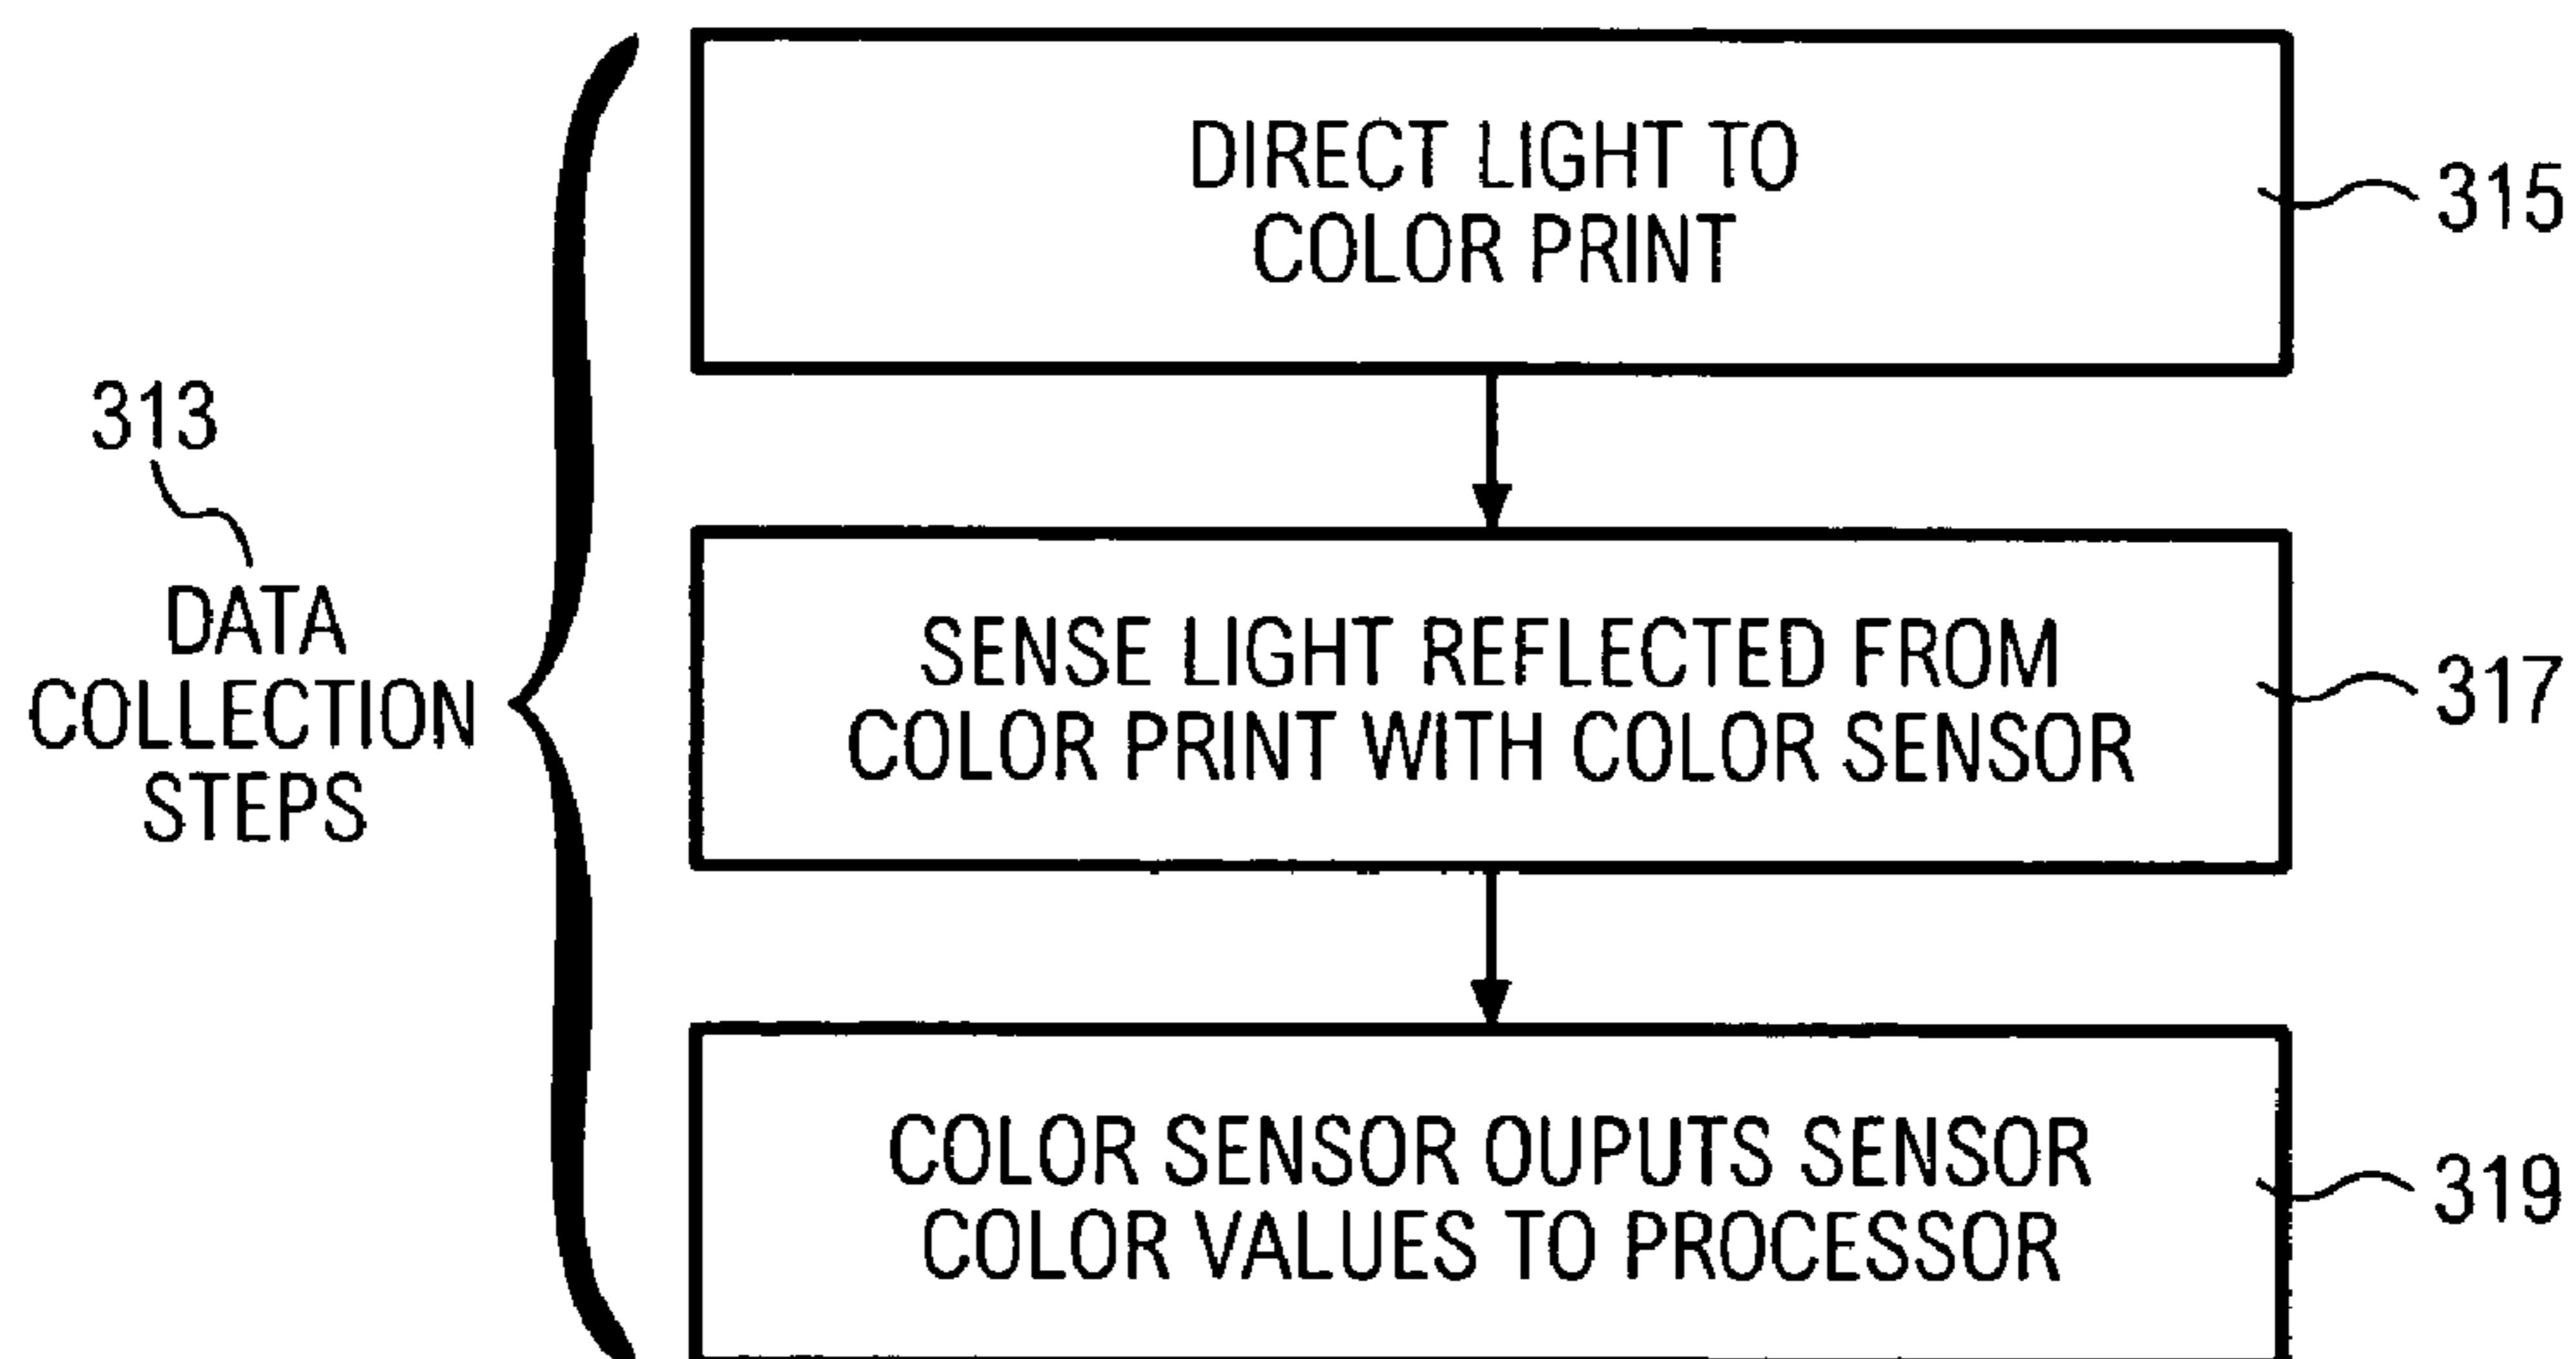 313
DATA
COLLECTION
STEPS
DIRECT LIGHT TO
COLOR PRINT
315
SENSE LIGHT REFLECTED FROM
COLOR PRINT WITH COLOR SENSOR
317
COLOR SENSOR OUPUTS SENSOR
COLOR VALUES TO PROCESSOR
319